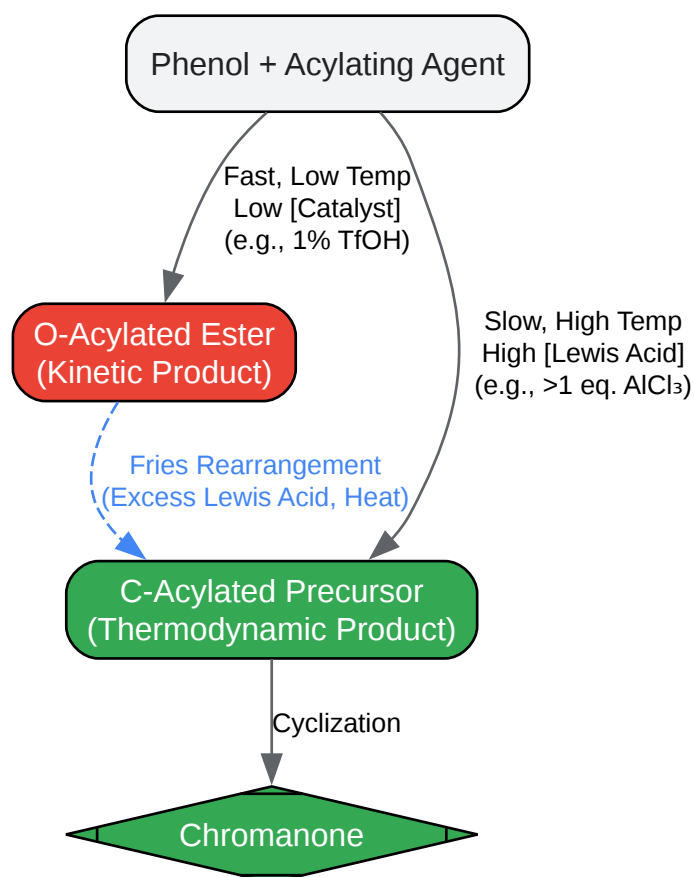 Phenol + Acylating Agent
Fast, Low Temp
Low [Catalyst]
(e.g., 1% TfOH)
O-Acylated Ester
(Kinetic Product)
Slow, High Temp
High [Lewis Acid]
(e.g., >1 eq. AlCl₃)
Fries Rearrangement
(Excess Lewis Acid, Heat)
C-Acylated Precursor
(Thermodynamic Product)
Cyclization
Chromanone